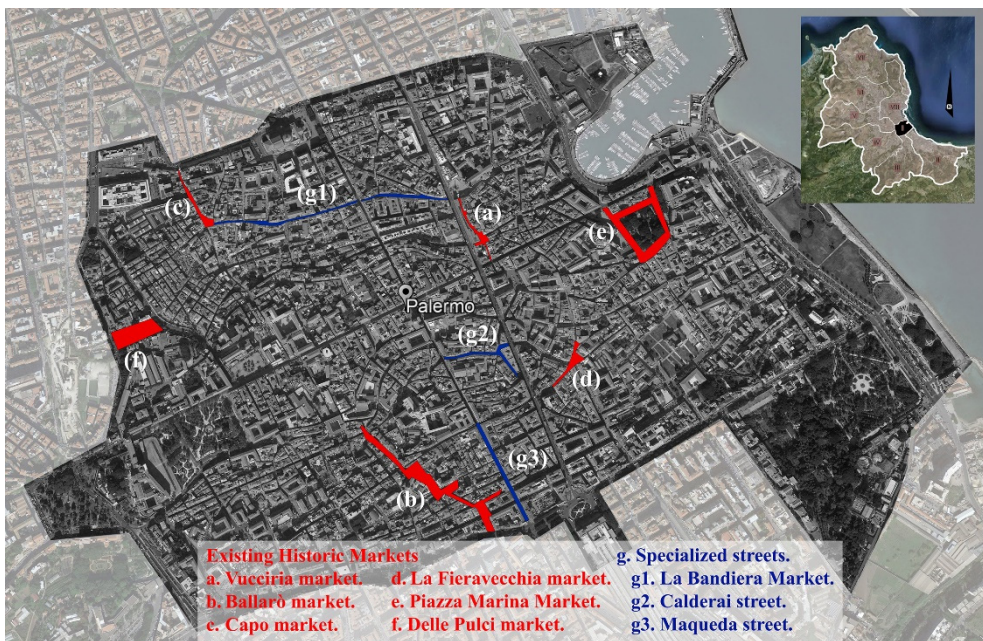 (g1)
(c)
(a)
(e)
Palermo
(g2)
(f)
(d)
(g3)
(b)
Existing Historic Markets
g. Specialized streets.
a. Vucciria market. d. La Fieravecchia market.
g1. La Bandiera Market.
b. Ballarò market. e. Piazza Marina Market.
g2. Calderai street.
c. Capo market. f. Delle Pulci market.
g3. Maqueda street.